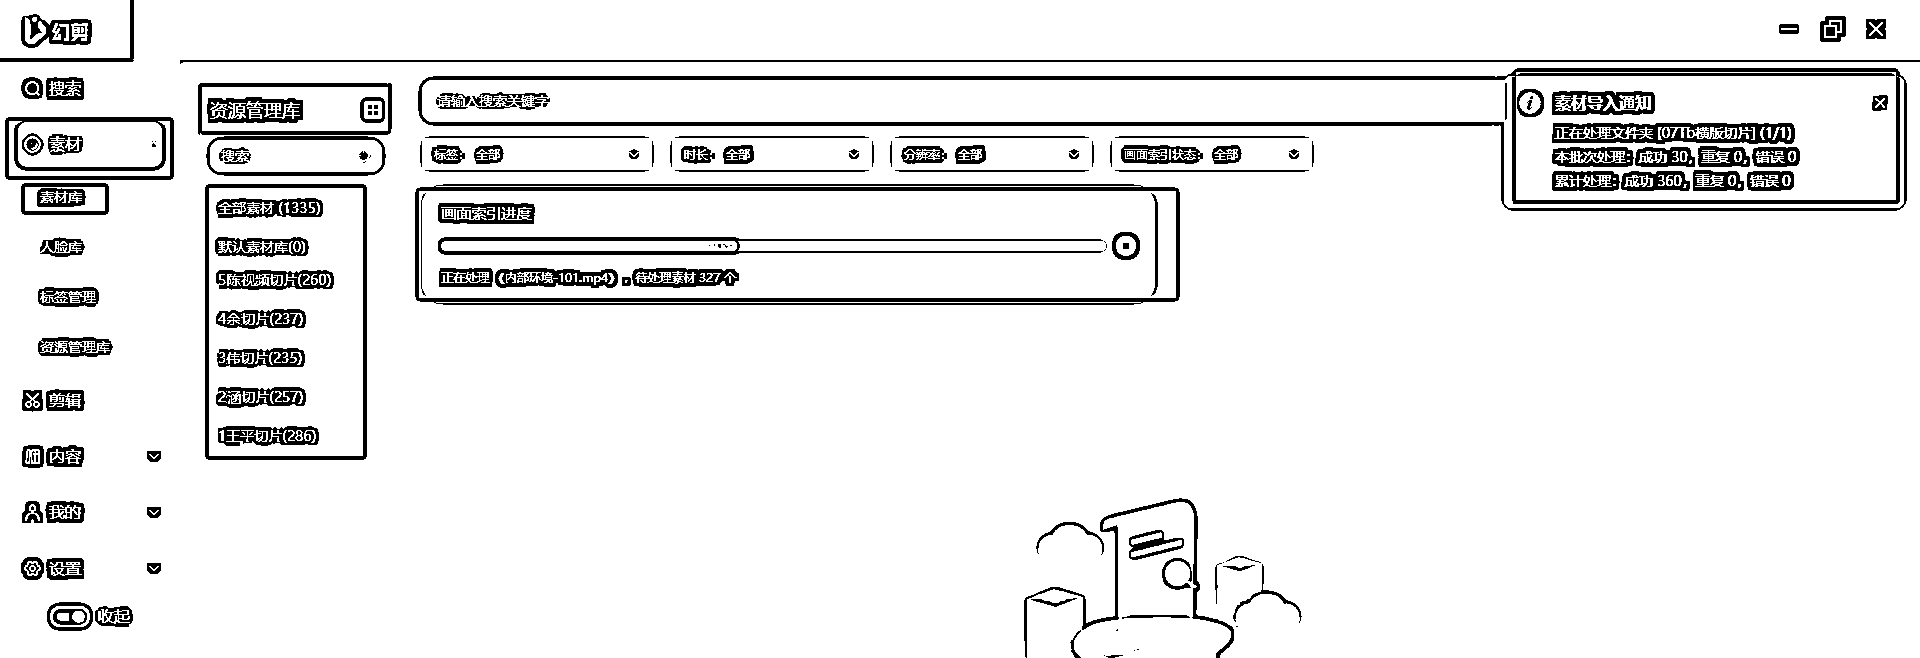 幻剪
搜索
素材
素材库
人脸库
标签管理
资源管理库
剪辑
内容
我的
设置
收起
资源管理库
搜索
全部素材 (1335)
默认素材库(0)
5陈视频切片(260)
4余切片(237)
3伟切片(235)
2涵切片(257)
1王平切片(286)
请输入搜索关键字
标签: 全部
时长: 全部
分辨率: 全部
画面索引状态: 全部
画面索引进度
正在处理《内部环境-101.mp4》, 待处理素材 327 个
素材导入通知
正在处理文件夹 [07Tb横版切片] (1/1)
本批次处理: 成功 30, 重复 0, 错误 0
累计处理: 成功 360, 重复 0, 错误 0